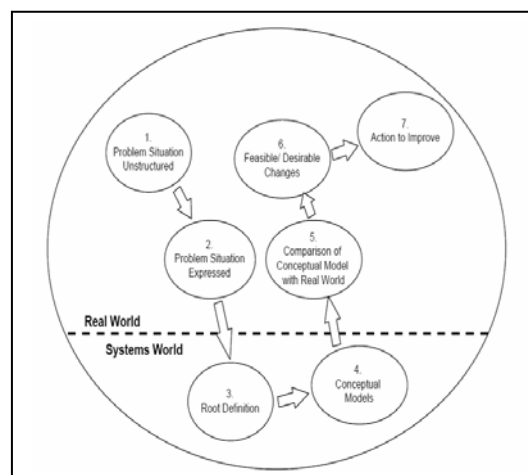 1.
Problem Situation
Unstructured
2.
Problem Situation
Expressed
3.
Root Definition
4.
Conceptual
Models
5.
Comparison of
Conceptual Model
with Real World
6.
Feasible/ Desirable
Changes
7.
Action to Improve
Real World
Systems World